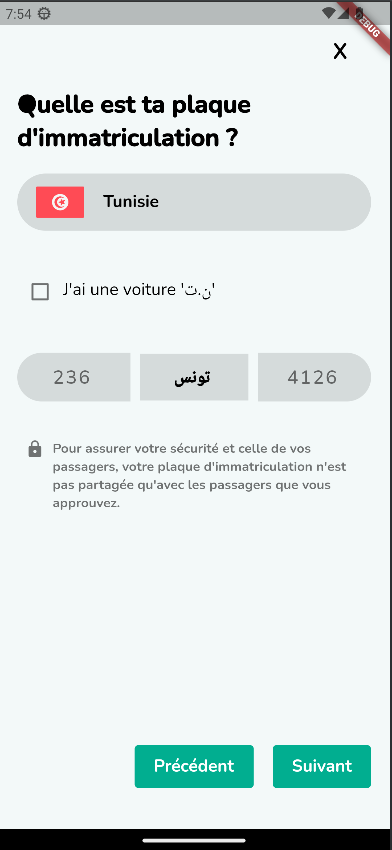 7:54
DEBUG
X
Quelle est ta plaque
d'immatriculation ?
Tunisie
J'ai une voiture 'ن.ت'
236
تونس
4126
Pour assurer votre sécurité et celle de vos
passagers, votre plaque d'immatriculation n'est
pas partagée qu'avec les passagers que vous
approuvez.
Précédent
Suivant